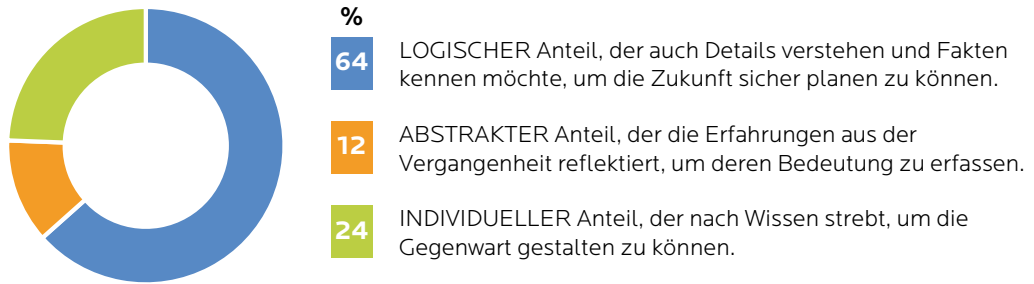 %
64
LOGISCHER Anteil, der auch Details verstehen und Fakten
kennen möchte, um die Zukunft sicher planen zu können.
12
ABSTRAKTER Anteil, der die Erfahrungen aus der
Vergangenheit reflektiert, um deren Bedeutung zu erfassen.
24
INDIVIDUELLER Anteil, der nach Wissen strebt, um die
Gegenwart gestalten zu können.